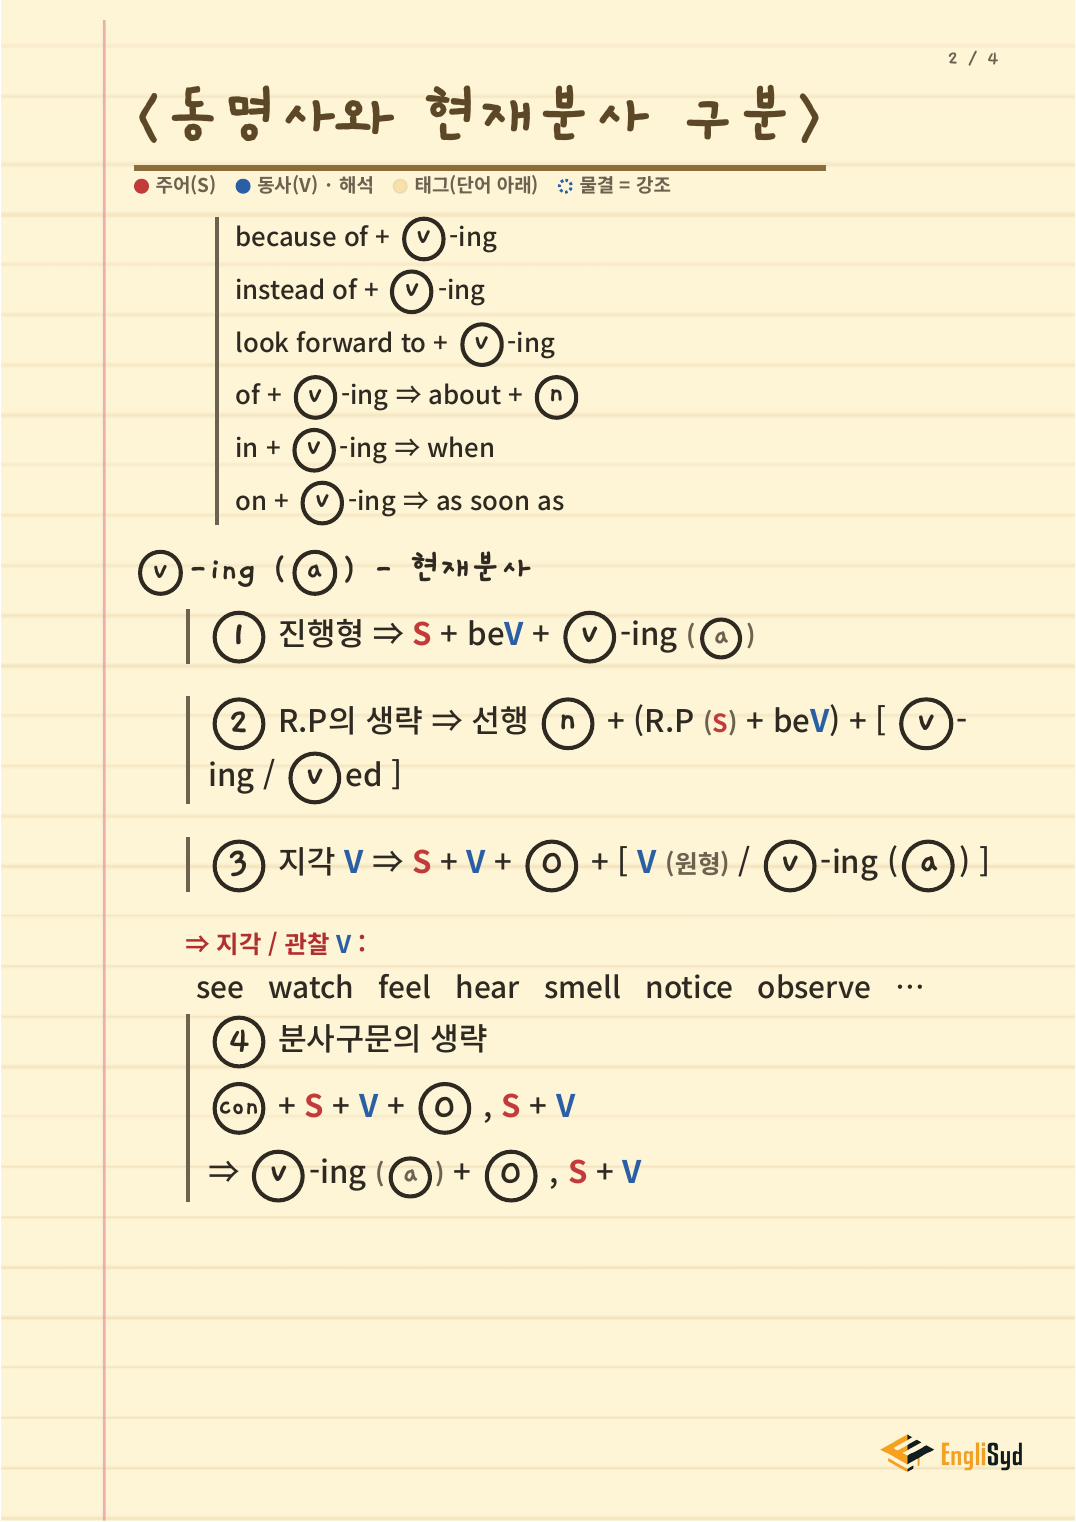 2 / 4
<동명사와 현재분사 구분>
주어(S) 동사(V) · 해석 태그(단어 아래) 물결 = 강조
because of + v -ing
instead of + v -ing
look forward to + v -ing
of + v -ing ⇒ about + n
in + v -ing ⇒ when
on + v -ing ⇒ as soon as
v -ing (a) - 현재분사
1 진행형 ⇒ S + beV + v -ing (a)
2 R.P의 생략 ⇒ 선행 n + (R.P (S) + beV) + [ v -
ing / v ed ]
3 지각 V ⇒ S + V + O + [ V (원형) / v -ing (a) ]
⇒ 지각 / 관찰 V :
see watch feel hear smell notice observe ⋯
4 분사구문의 생략
con + S + V + O , S + V
⇒ v -ing (a) + O , S + V
EngliSyd